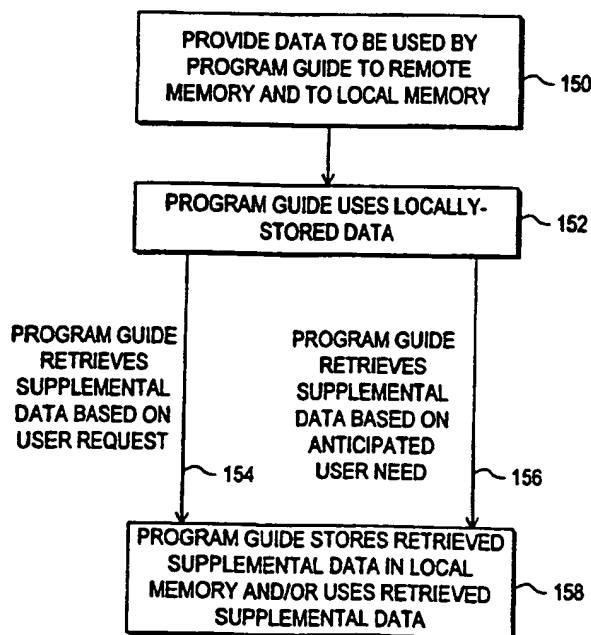 PROVIDE DATA TO BE USED BY
PROGRAM GUIDE TO REMOTE
MEMORY AND TO LOCAL MEMORY
150
PROGRAM GUIDE USES LOCALLY-
STORED DATA
152
PROGRAM GUIDE
RETRIEVES
SUPPLEMENTAL
DATA BASED ON
USER REQUEST
154
PROGRAM GUIDE
RETRIEVES
SUPPLEMENTAL
DATA BASED ON
ANTICIPATED
USER NEED
156
PROGRAM GUIDE STORES RETRIEVED
SUPPLEMENTAL DATA IN LOCAL
MEMORY AND/OR USES RETRIEVED
SUPPLEMENTAL DATA
158